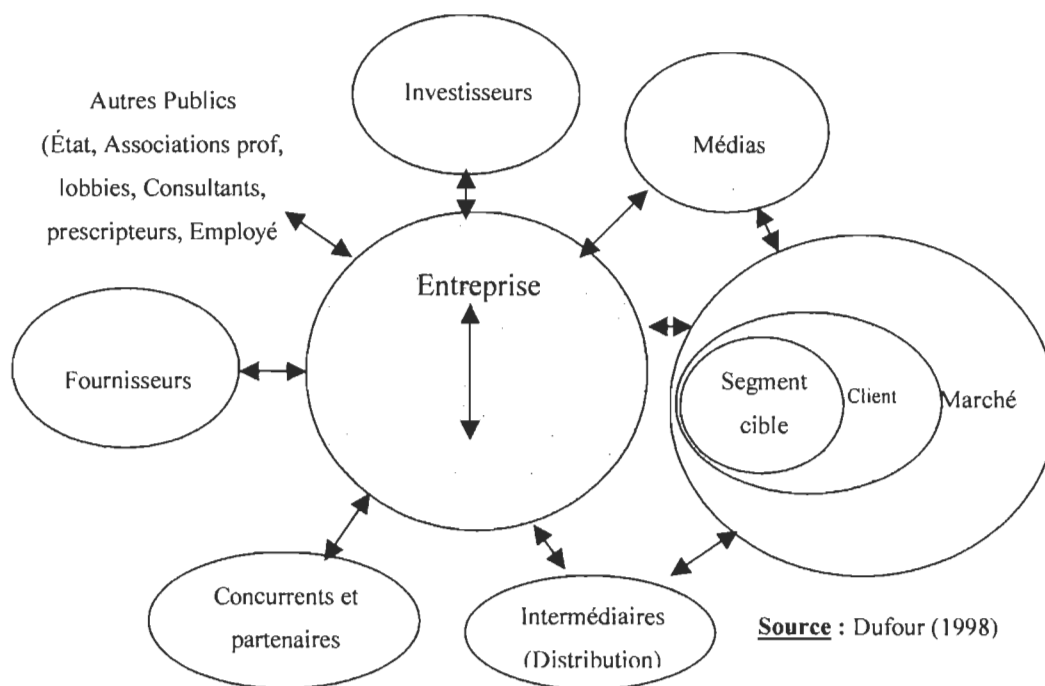 Investisseurs
Autres Publics
(État, Associations prof,
lobbies, Consultants,
prescripteurs, Employé
Médias
Entreprise
Fournisseurs
Segment
cible
Client
Marché
Concurrents et
partenaires
Intermédiaires
(Distribution)
Source : Dufour (1998)